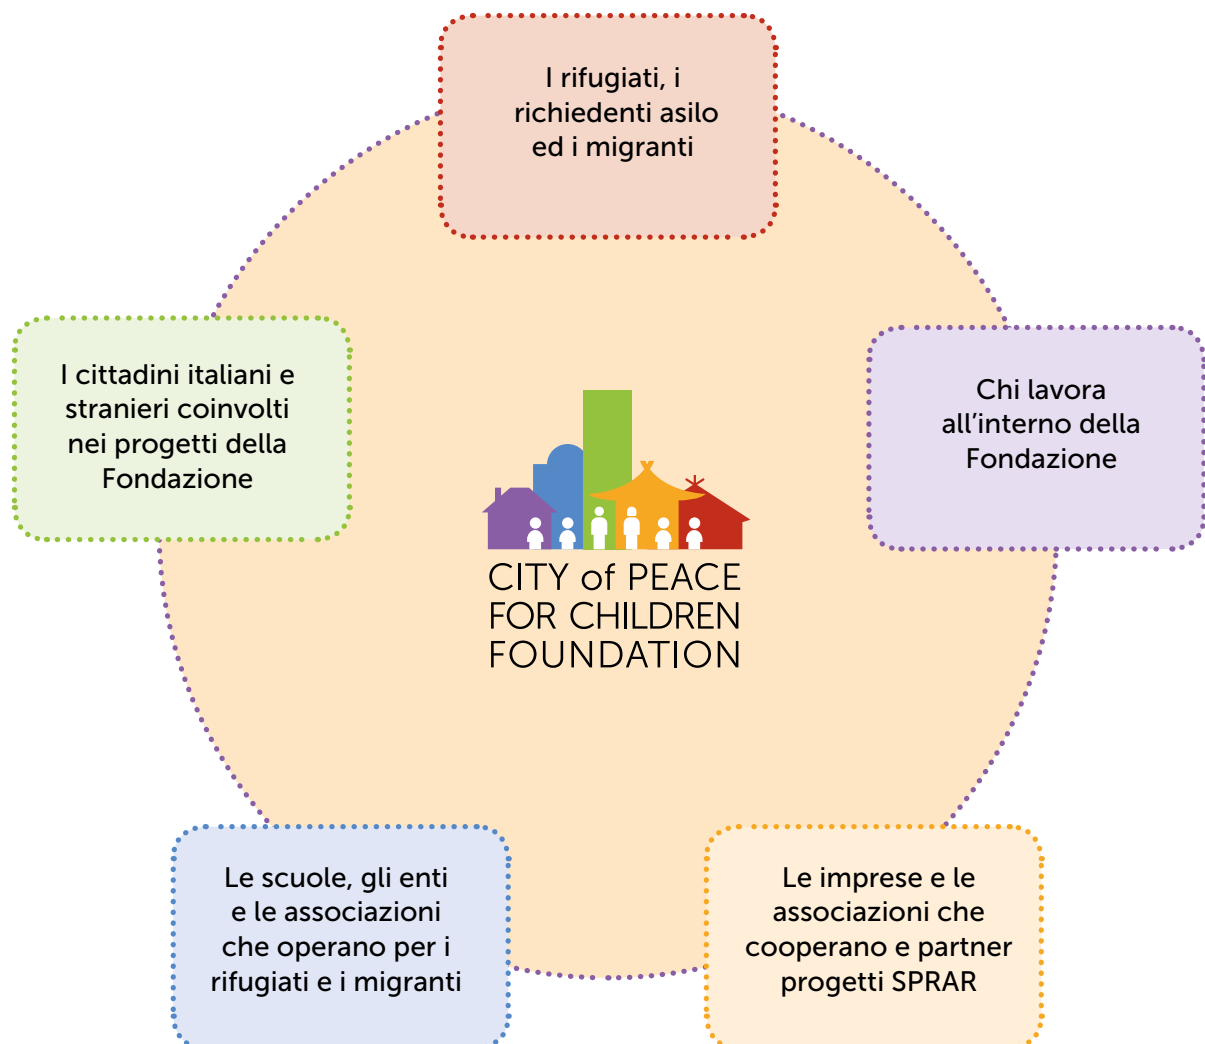 I rifugiati, i
richiedenti asilo
ed i migranti
I cittadini italiani e
stranieri coinvolti
nei progetti della
Fondazione
Chi lavora
all’interno della
Fondazione
CITY of PEACE
FOR CHILDREN
FOUNDATION
Le scuole, gli enti
e le associazioni
che operano per i
rifugiati e i migranti
Le imprese e le
associazioni che
cooperano e partner
progetti SPRAR